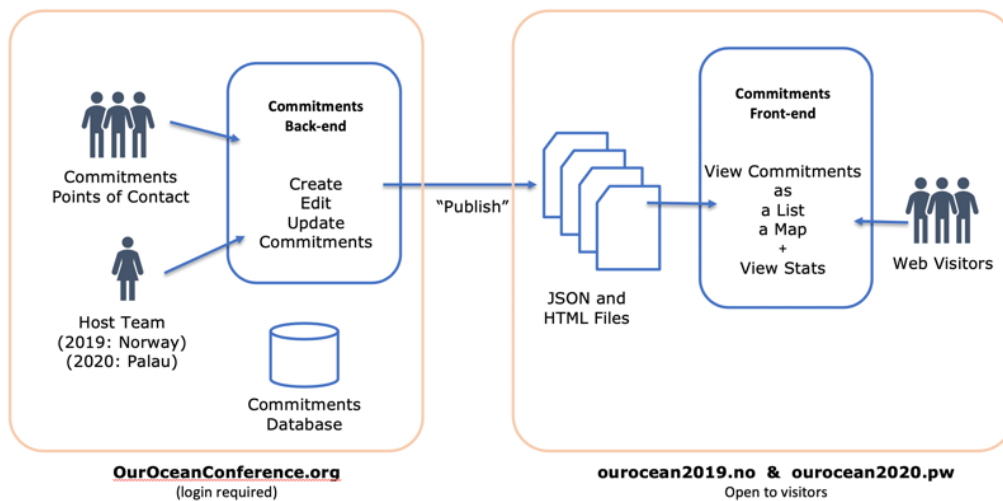 Commitments
Points of Contact
Host Team
(2019: Norway)
(2020: Palau)
Commitments
Back-end
Create
Edit
Update
Commitments
Commitments
Database
OurOceanConference.org
(login required)
“Publish”
JSON and
HTML Files
Commitments
Front-end
View Commitments
as
a List
a Map
+
View Stats
Web Visitors
ourocean2019.no & ourocean2020.pw
Open to visitors